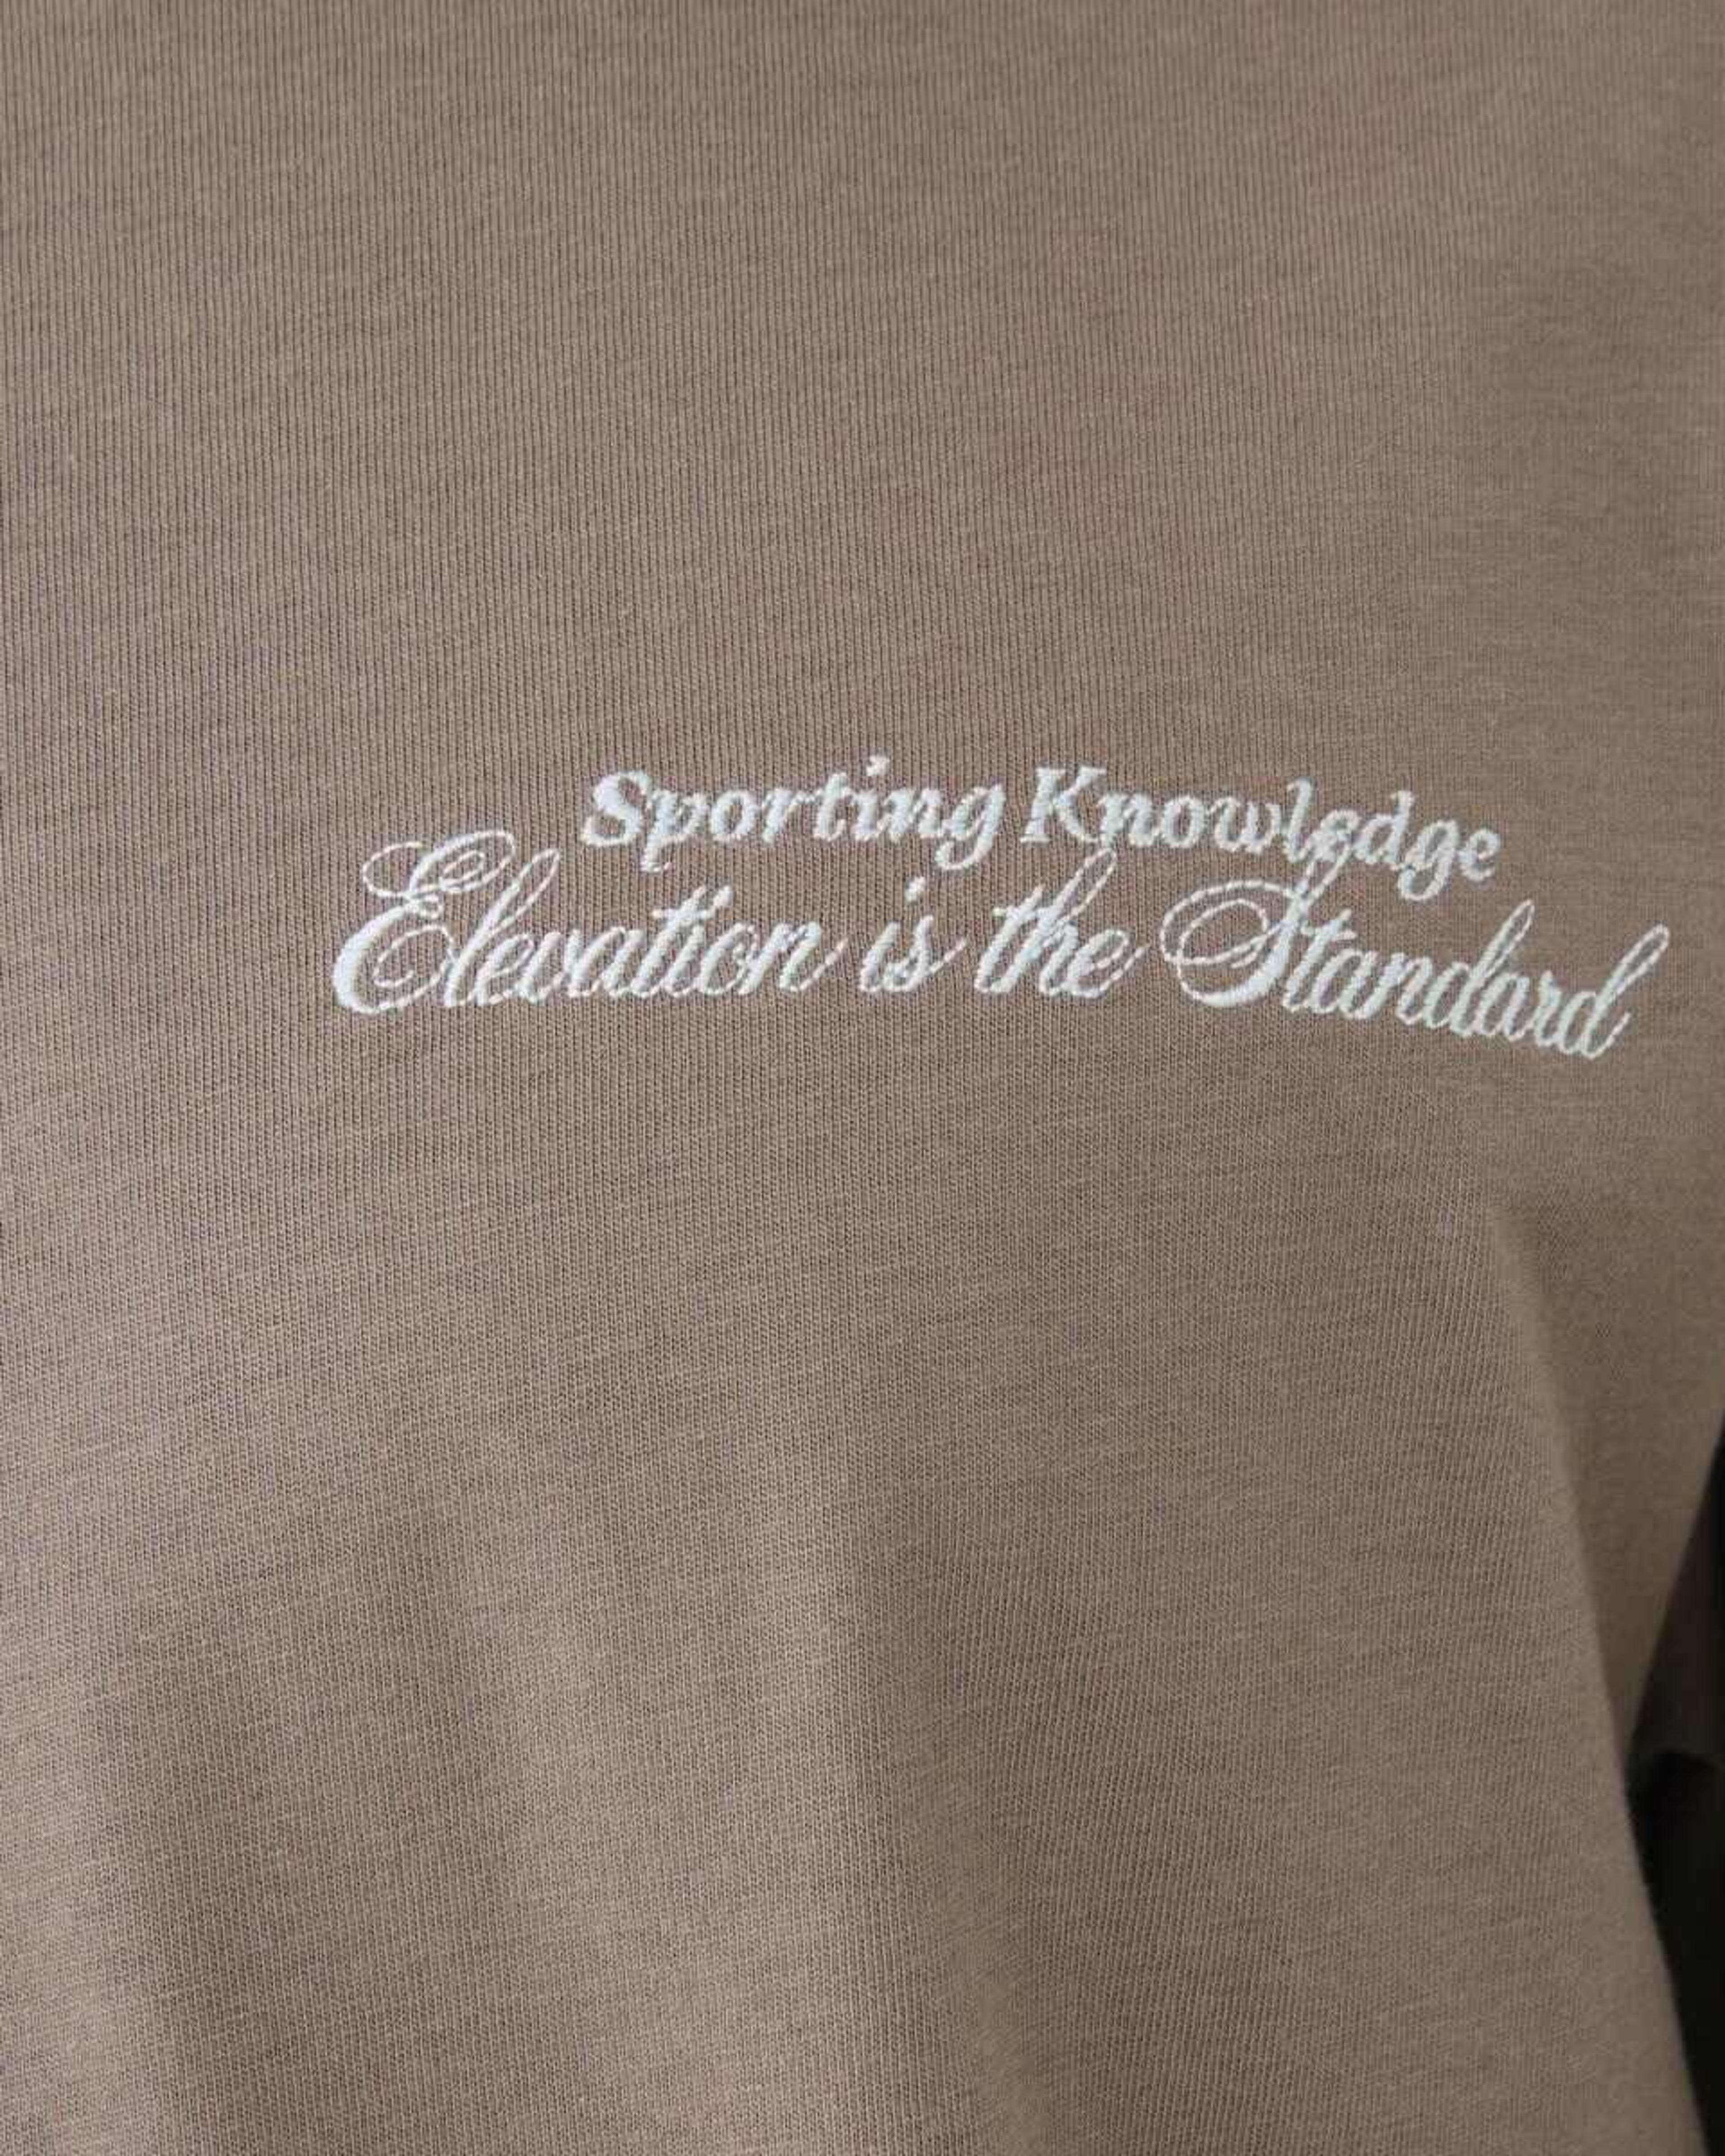 Sporting Knowledge
Elevation is the Standard